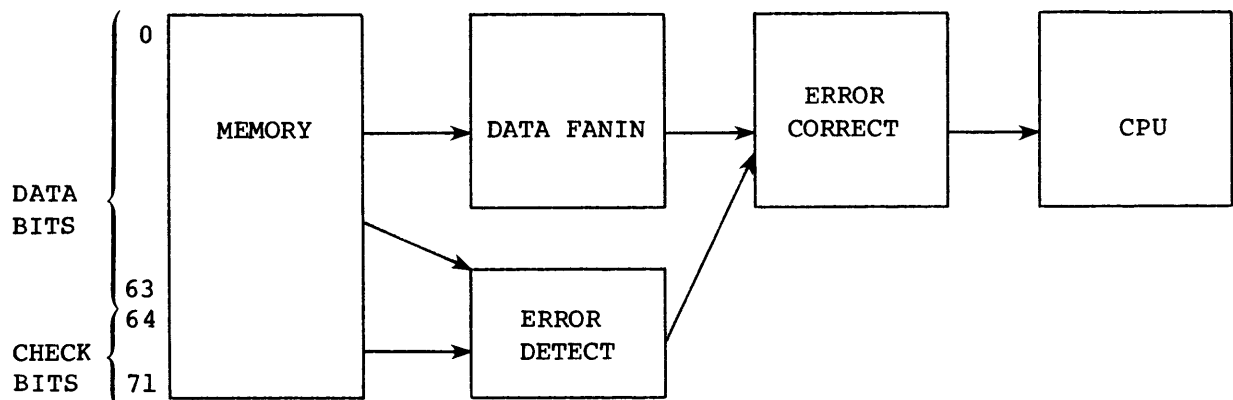 0
MEMORY
DATA FANIN
ERROR
CORRECT
CPU
DATA
BITS
63
64
ERROR
DETECT
CHECK
BITS
71